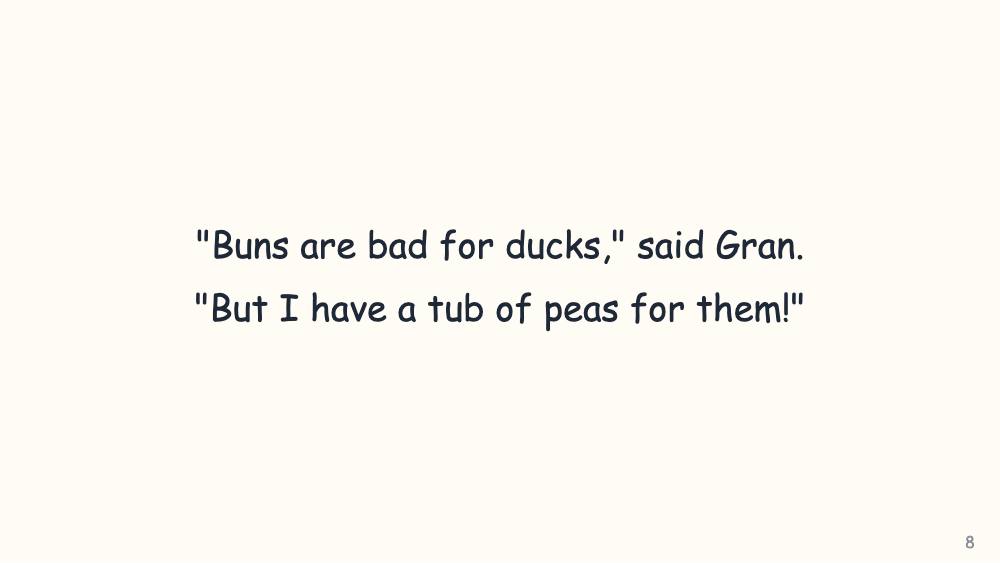 "Buns are bad for ducks," said Gran.
"But I have a tub of peas for them!"
8